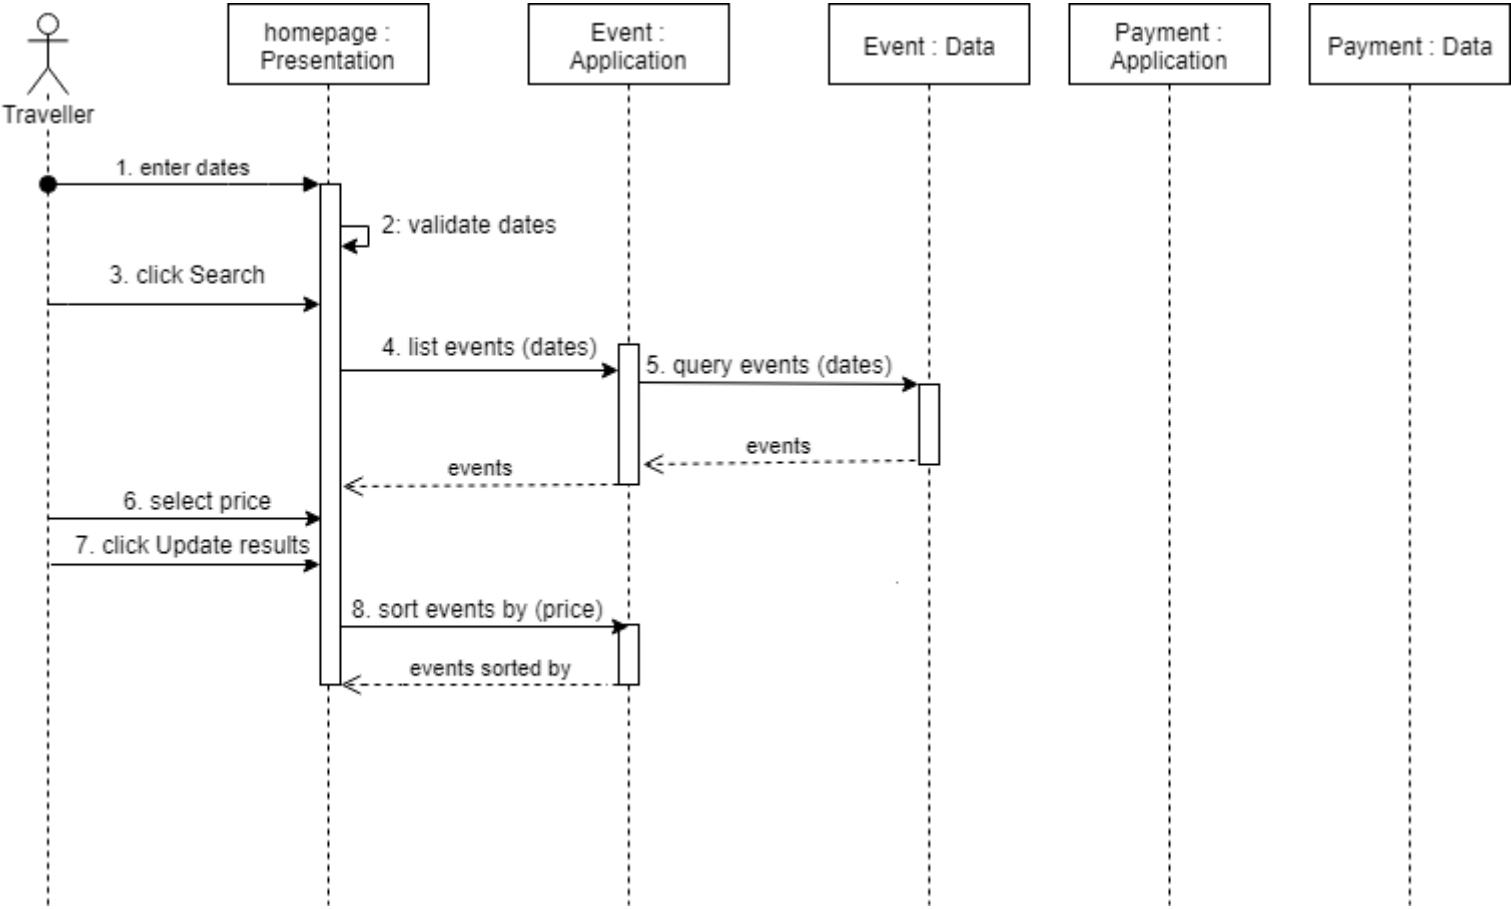 homepage :
Presentation
Event :
Application
Event : Data
Payment :
Application
Payment : Data
Traveller
1. enter dates
2: validate dates
3. click Search
4. list events (dates)
5. query events (dates)
events
events
6. select price
7. click Update results
8. sort events by (price)
events sorted by